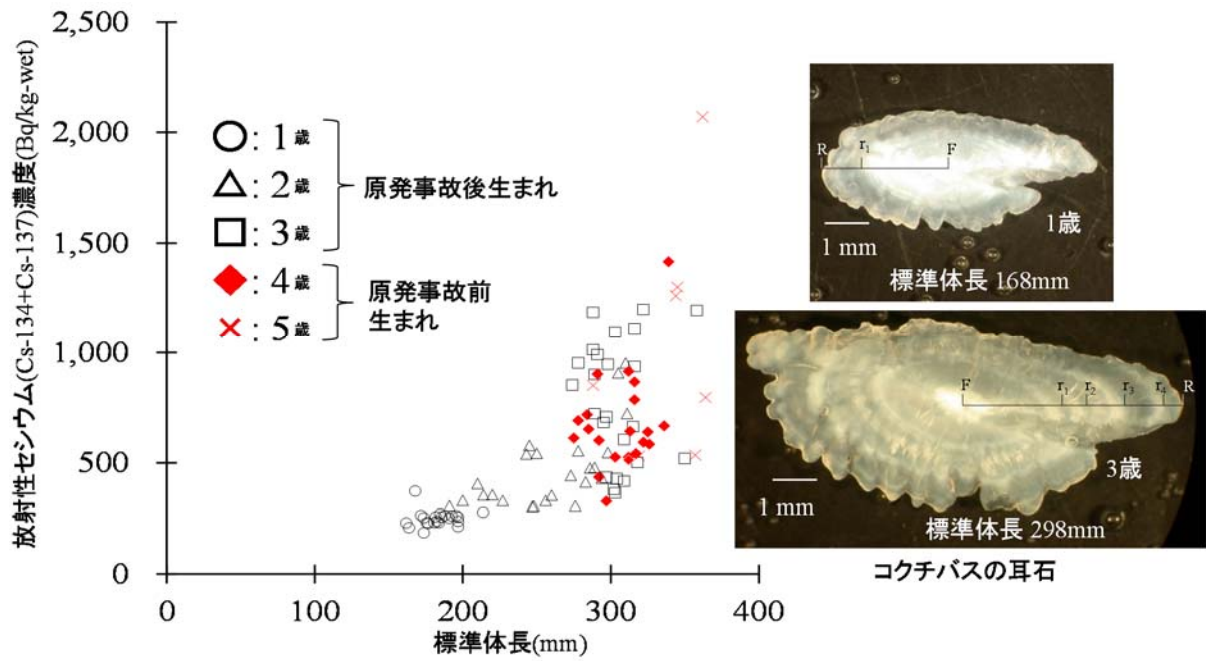 放射性セシウム(Cs-134+Cs-137)濃度(Bq/kg-wet)
2,500
2,000
1,500
1,000
500
0
0
100
200
300
400
標準体長(mm)
○ : 1歳
△ : 2歳
□ : 3歳
原発事故後生まれ
◆ : 4歳
× : 5歳
原発事故前
生まれ
R
r1
F
1 mm
1歳
標準体長 168mm
F
r1
r2
r3
r4
R
1 mm
3歳
標準体長 298mm
コクチバスの耳石